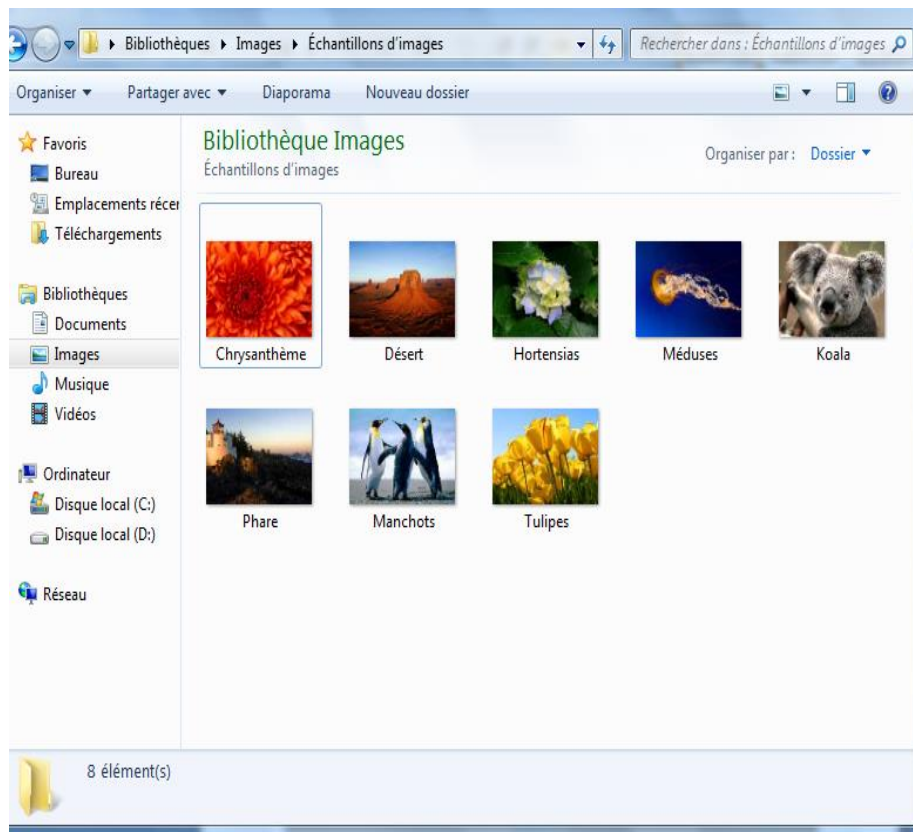 Bibliothèques Images Échantillons d'images Rechercher dans : Échantillons d'images
Organiser Partager avec Diaporama Nouveau dossier
Favoris
Bureau
Emplacements récen
Téléchargements
Bibliothèques
Documents
Images
Musique
Vidéos
Ordinateur
Disque local (C:)
Disque local (D:)
Réseau
Bibliothèque Images
Échantillons d'images
Organiser par : Dossier
Chrysanthème Désert Hortensias Méduses Koala
Phare Manchots Tulipes
8 élément(s)